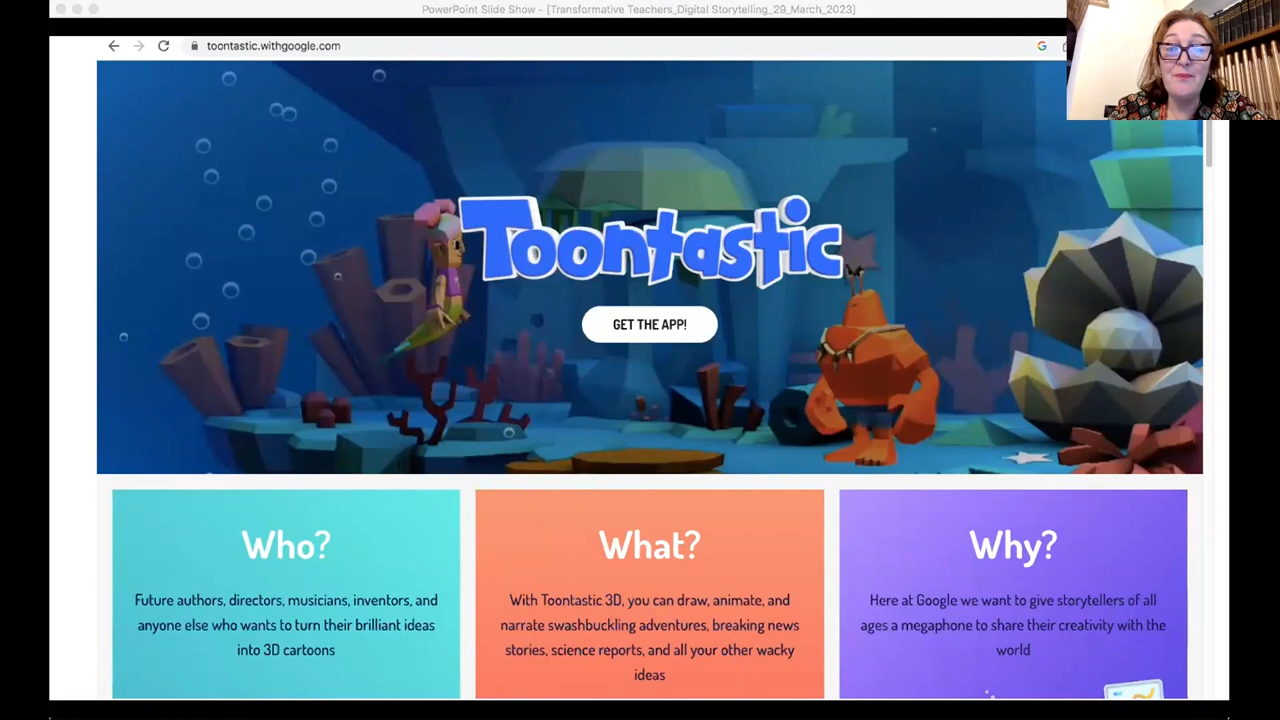 PowerPoint Slide Show - [Transformative Teachers_Digital Storytelling_29_March_2023]
toontastic.withgoogle.com
Toontastic
GET THE APP!
Who?
Future authors, directors, musicians, inventors, and
anyone else who wants to turn their brilliant ideas
into 3D cartoons
What?
With Toontastic 3D, you can draw, animate, and
narrate swashbuckling adventures, breaking news
stories, science reports, and all your other wacky
ideas
Why?
Here at Google we want to give storytellers of all
ages a megaphone to share their creativity with the
world